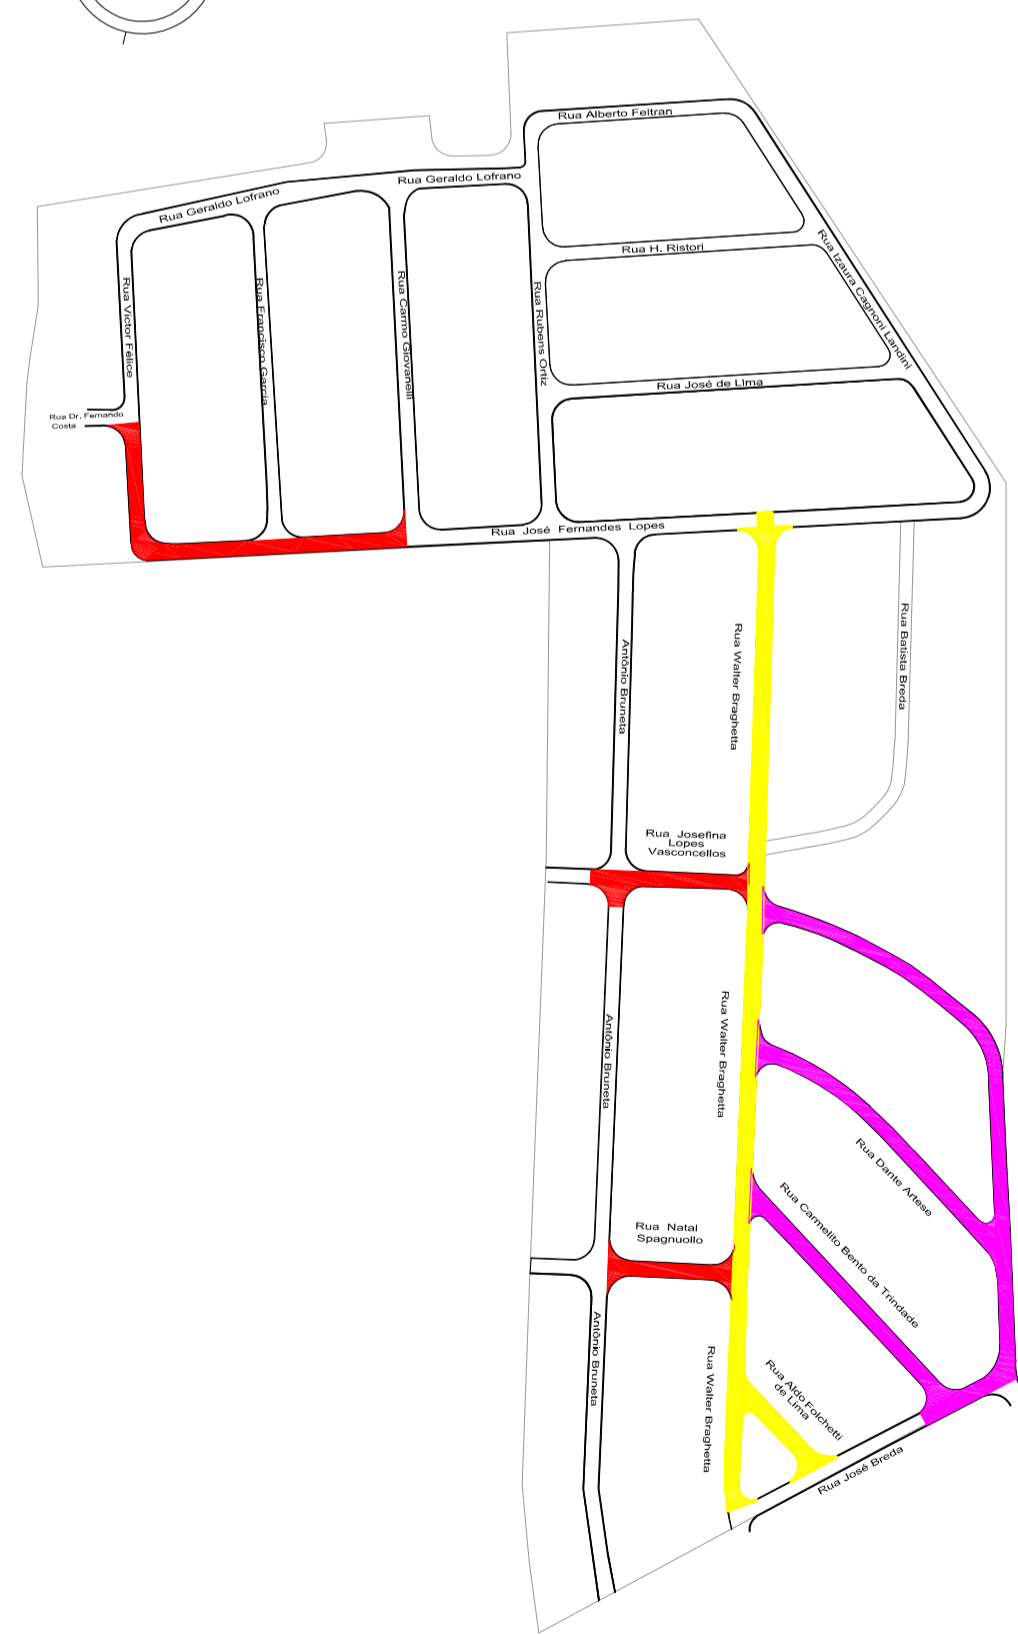 Rua Alberto Feltran
Rua Geraldo Lofrano
Rua Geraldo Lofrano
Rua H. Ristori
Rua Izaura Cagnoni Landini
Rua Victor Félice
Rua Francisco Garcia
Rua Carmo Giovanelli
Rua Rubens Ortiz
Rua José de Lima
Rua Dr. Fernando
Costa
Rua José Fernandes Lopes
Antônio Bruneta
Rua Walter Braghetta
Rua Batista Breda
Rua Josefina
Lopes
Vasconcellos
Antônio Bruneta
Rua Walter Braghetta
Rua Dante Artese
Rua Carmelito Bento da Trindade
Rua Natal
Spagnuollo
Antônio Bruneta
Rua Walter Braghetta
Rua Aldo Folchetti
de Lima
Rua José Breda